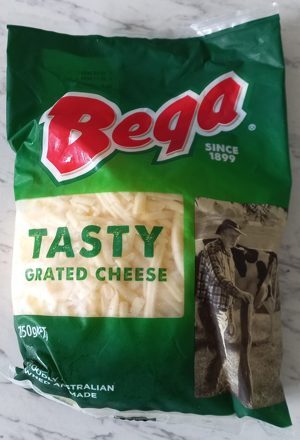 Bega
®
SINCE
1899
TASTY
GRATED CHEESE
AUSTRALIAN
MADE